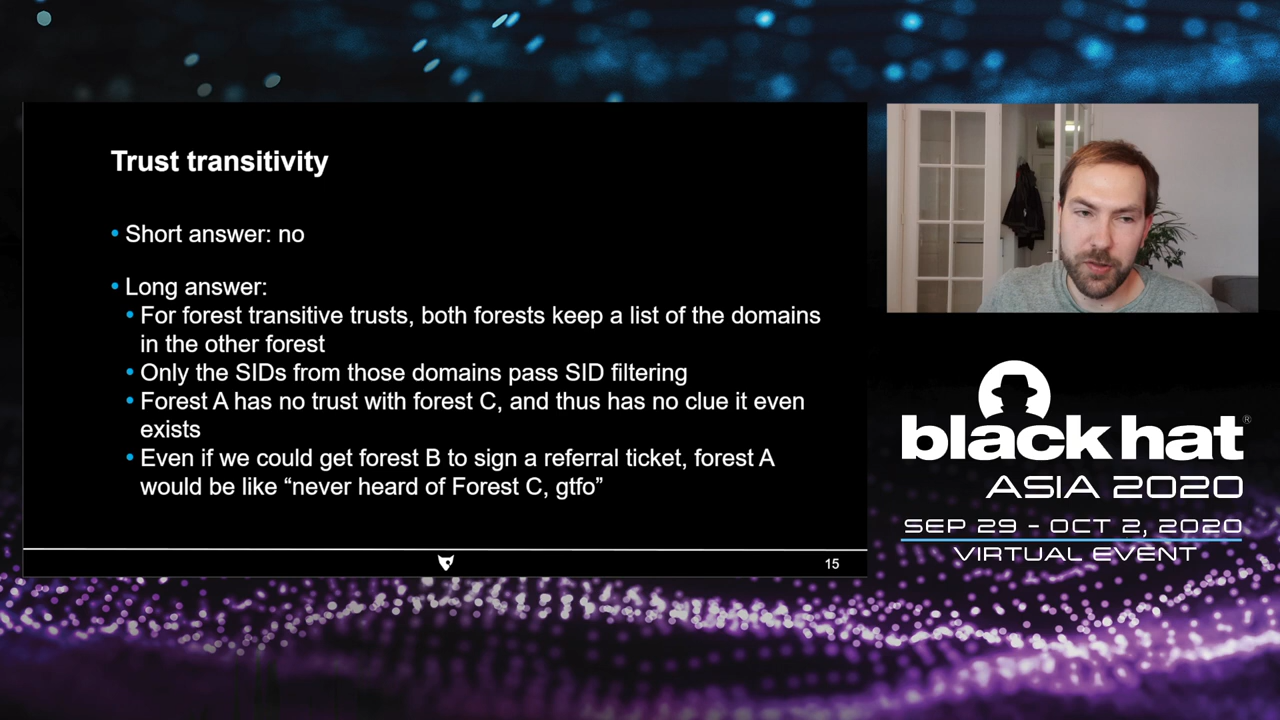 Trust transitivity
• Short answer: no
• Long answer:
• For forest transitive trusts, both forests keep a list of the domains
in the other forest
• Only the SIDs from those domains pass SID filtering
• Forest A has no trust with forest C, and thus has no clue it even
exists
• Even if we could get forest B to sign a referral ticket, forest A
would be like “never heard of Forest C, gtfo”
15
black hat®
ASIA 2020
SEP 29 - OCT 2, 2020
VIRTUAL EVENT